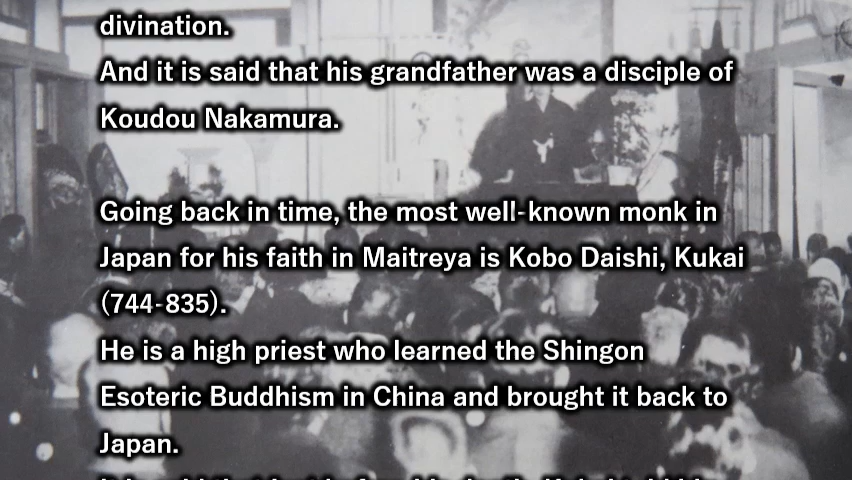 divination.
And it is said that his grandfather was a disciple of
Koudou Nakamura.
Going back in time, the most well-known monk in
Japan for his faith in Maitreya is Kobo Daishi, Kukai
(744-835).
He is a high priest who learned the Shingon
Esoteric Buddhism in China and brought it back to
Japan.